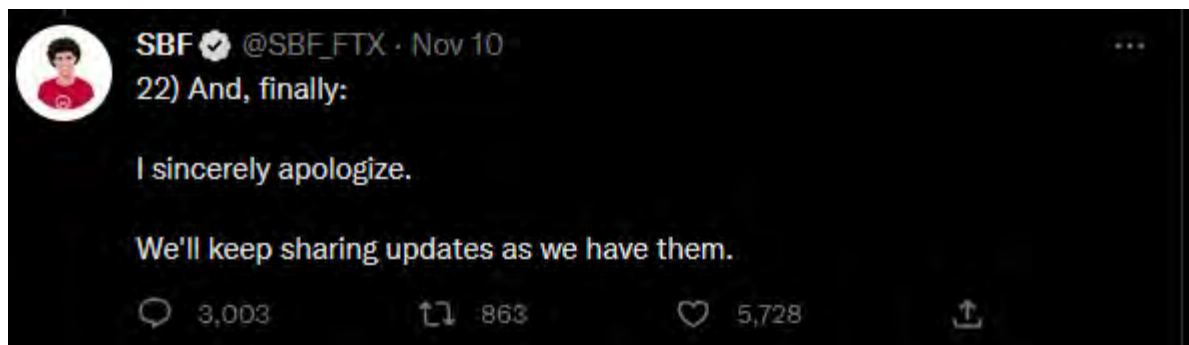 SBF @SBF_FTX · Nov 10
22) And, finally:
I sincerely apologize.
We'll keep sharing updates as we have them.
3,003 863 5,728